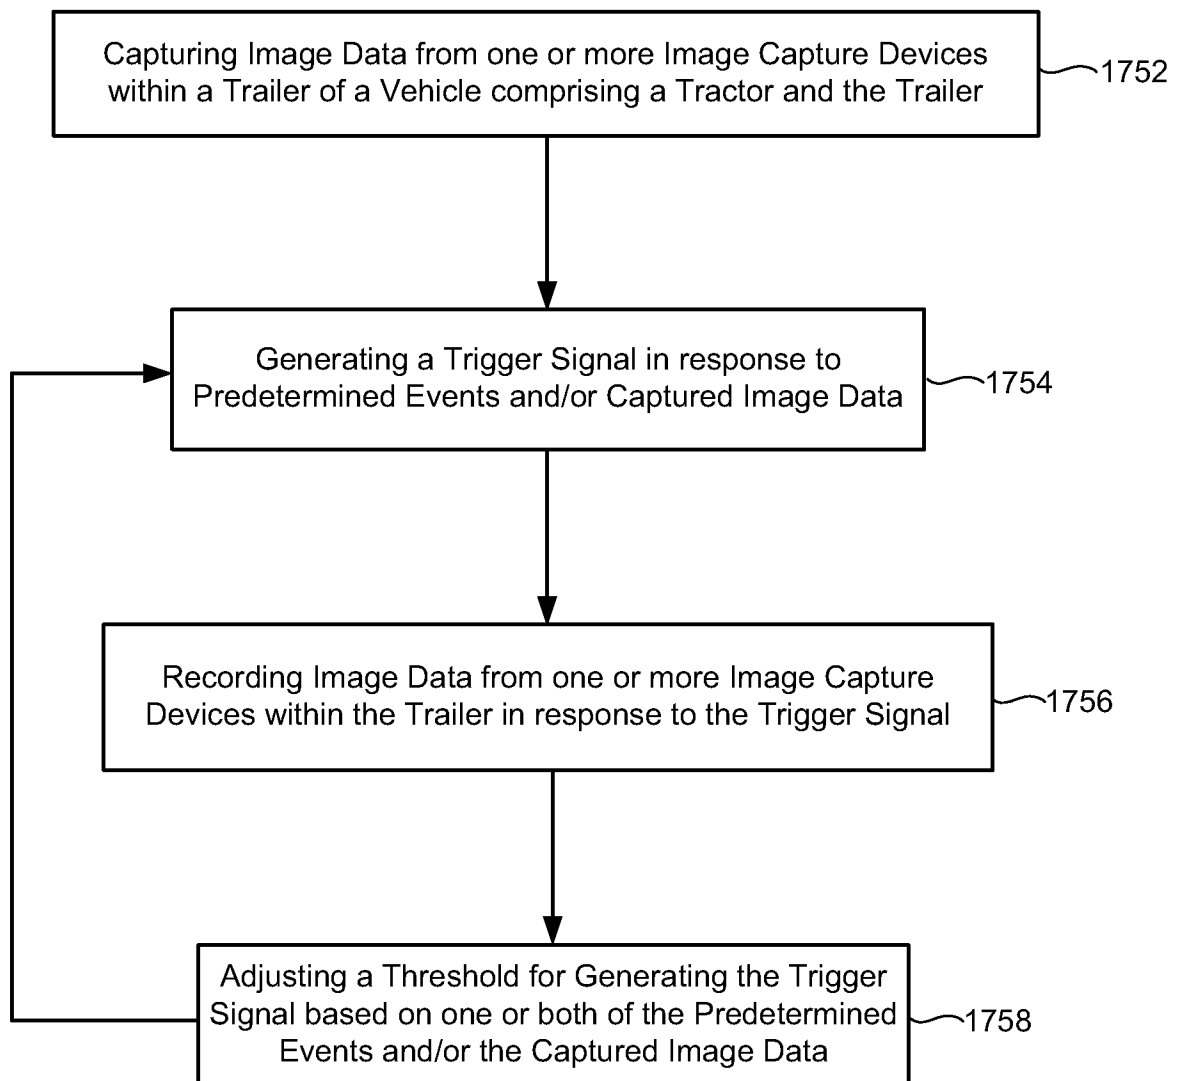 Capturing Image Data from one or more Image Capture Devices
within a Trailer of a Vehicle comprising a Tractor and the Trailer
1752
Generating a Trigger Signal in response to
Predetermined Events and/or Captured Image Data
1754
Recording Image Data from one or more Image Capture
Devices within the Trailer in response to the Trigger Signal
1756
Adjusting a Threshold for Generating the Trigger
Signal based on one or both of the Predetermined
Events and/or the Captured Image Data
1758